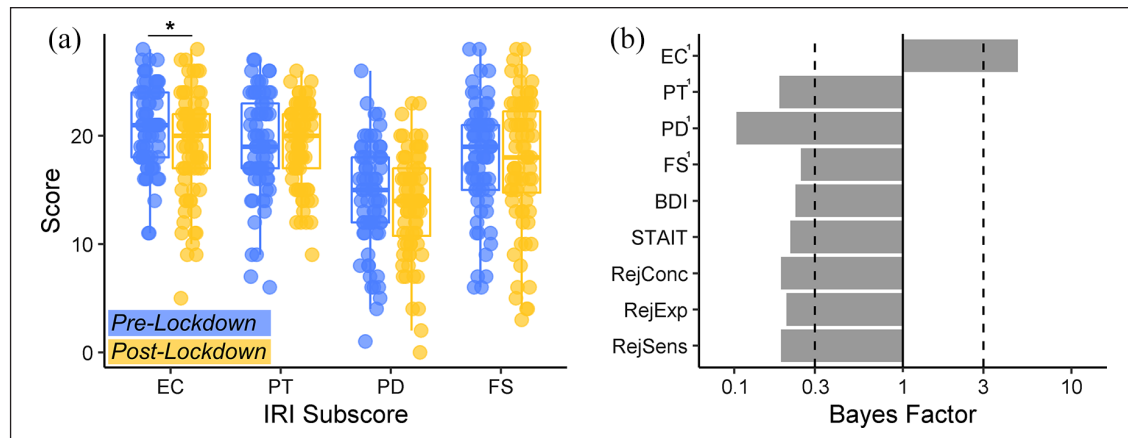 (a)
*
Score
20
10
0
Pre-Lockdown
Post-Lockdown
EC
PT
PD
FS
IRI Subscore
(b)
EC¹
PT¹
PD¹
FS¹
BDI
STAIT
RejConc
RejExp
RejSens
0.1
0.3
1
3
10
Bayes Factor